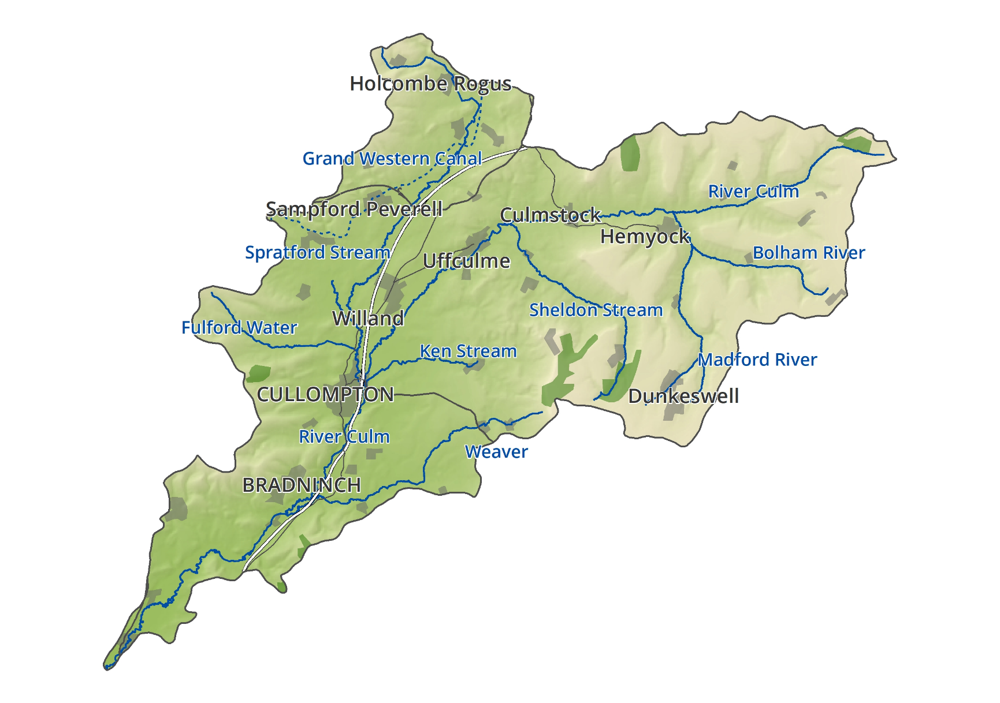 Holcombe Rogus
Grand Western Canal
River Culm
Sampford Peverell
Culmstock
Hemyock
Spratford Stream
Bolham River
Uffculme
Sheldon Stream
Willand
Fulford Water
Ken Stream
Madford River
CULLOMPTON
Dunkeswell
River Culm
Weaver
BRADNINCH